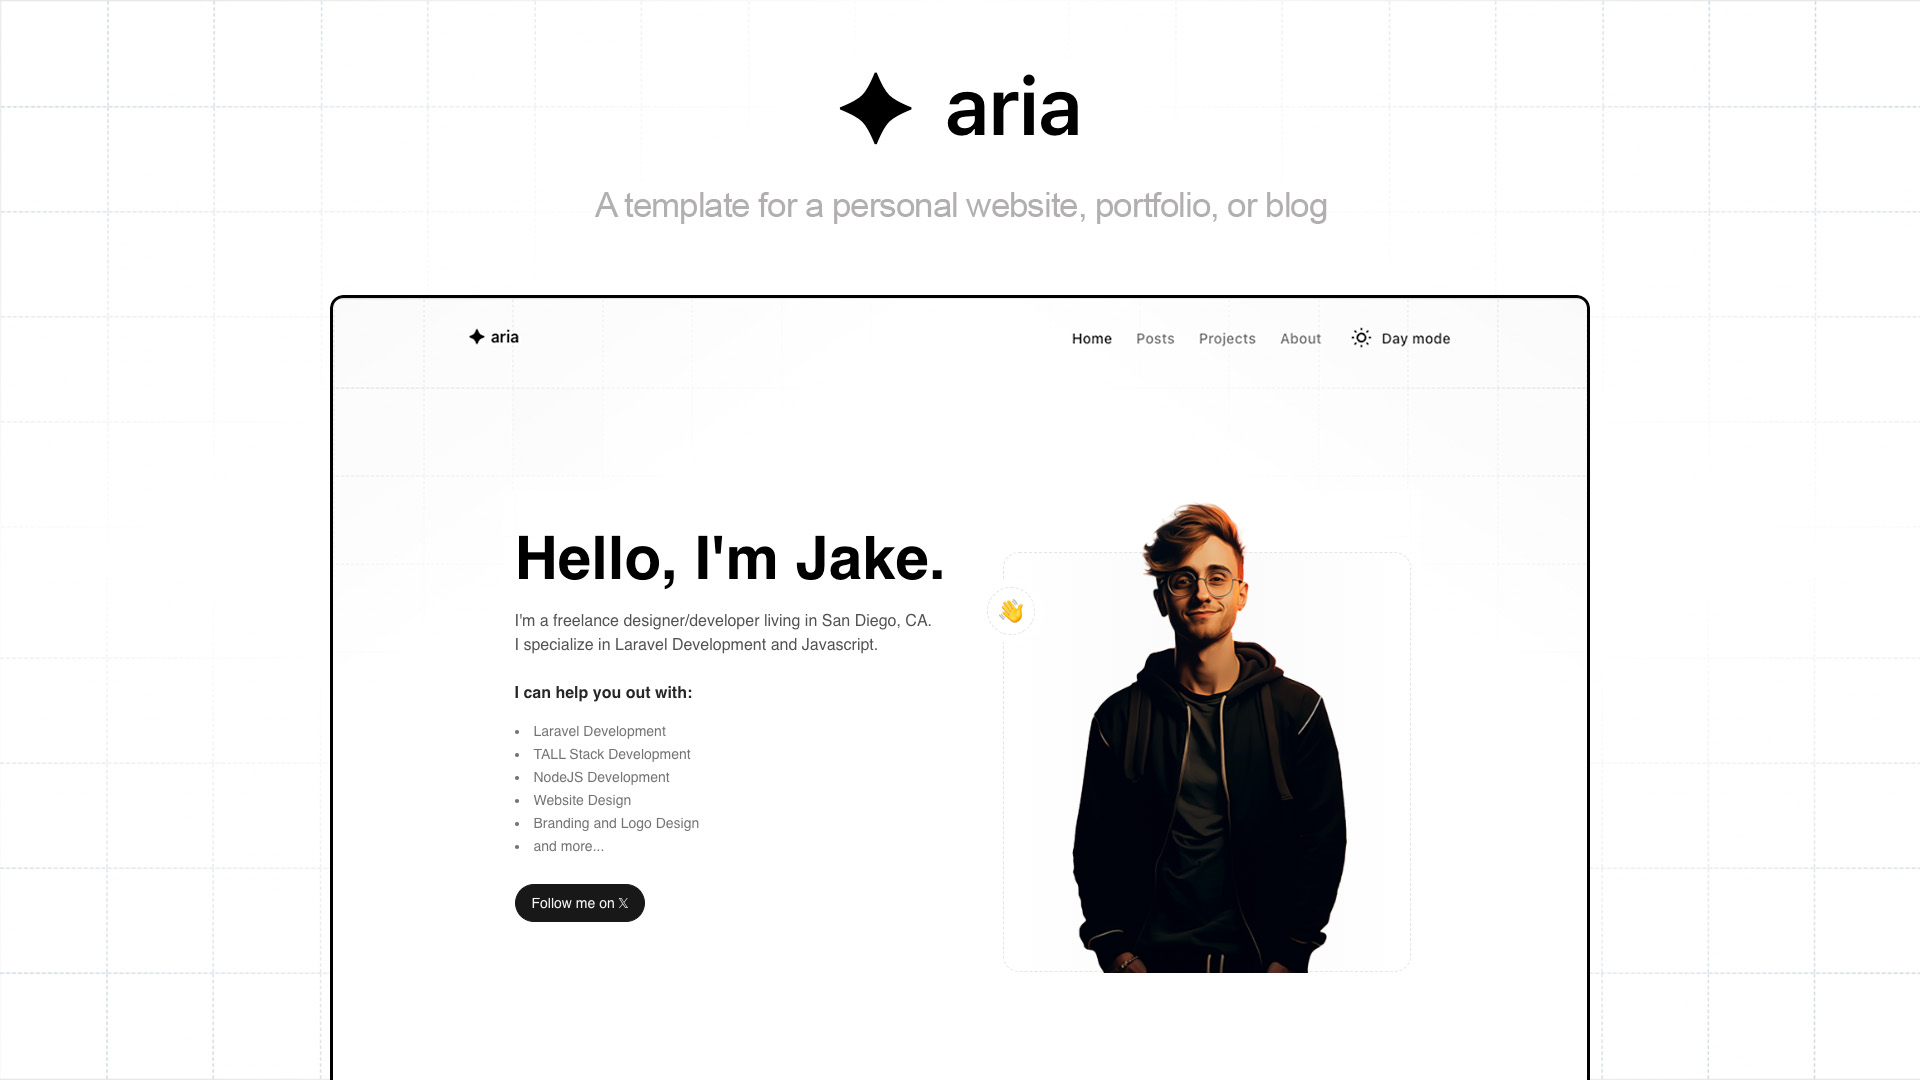 aria
A template for a personal website, portfolio, or blog
aria
Home Posts Projects About Day mode
Hello, I'm Jake.
I'm a freelance designer/developer living in San Diego, CA.
I specialize in Laravel Development and Javascript.
I can help you out with:
• Laravel Development
• TALL Stack Development
• NodeJS Development
• Website Design
• Branding and Logo Design
• and more...
Follow me on 𝕏